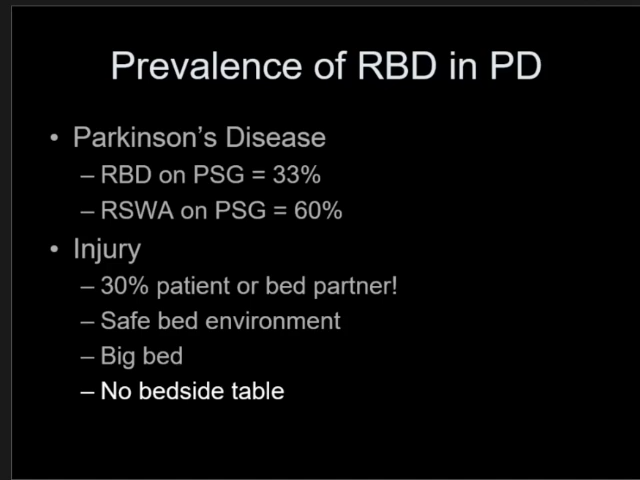 Prevalence of RBD in PD
• Parkinson's Disease
– RBD on PSG = 33%
– RSWA on PSG = 60%
• Injury
– 30% patient or bed partner!
– Safe bed environment
– Big bed
– No bedside table